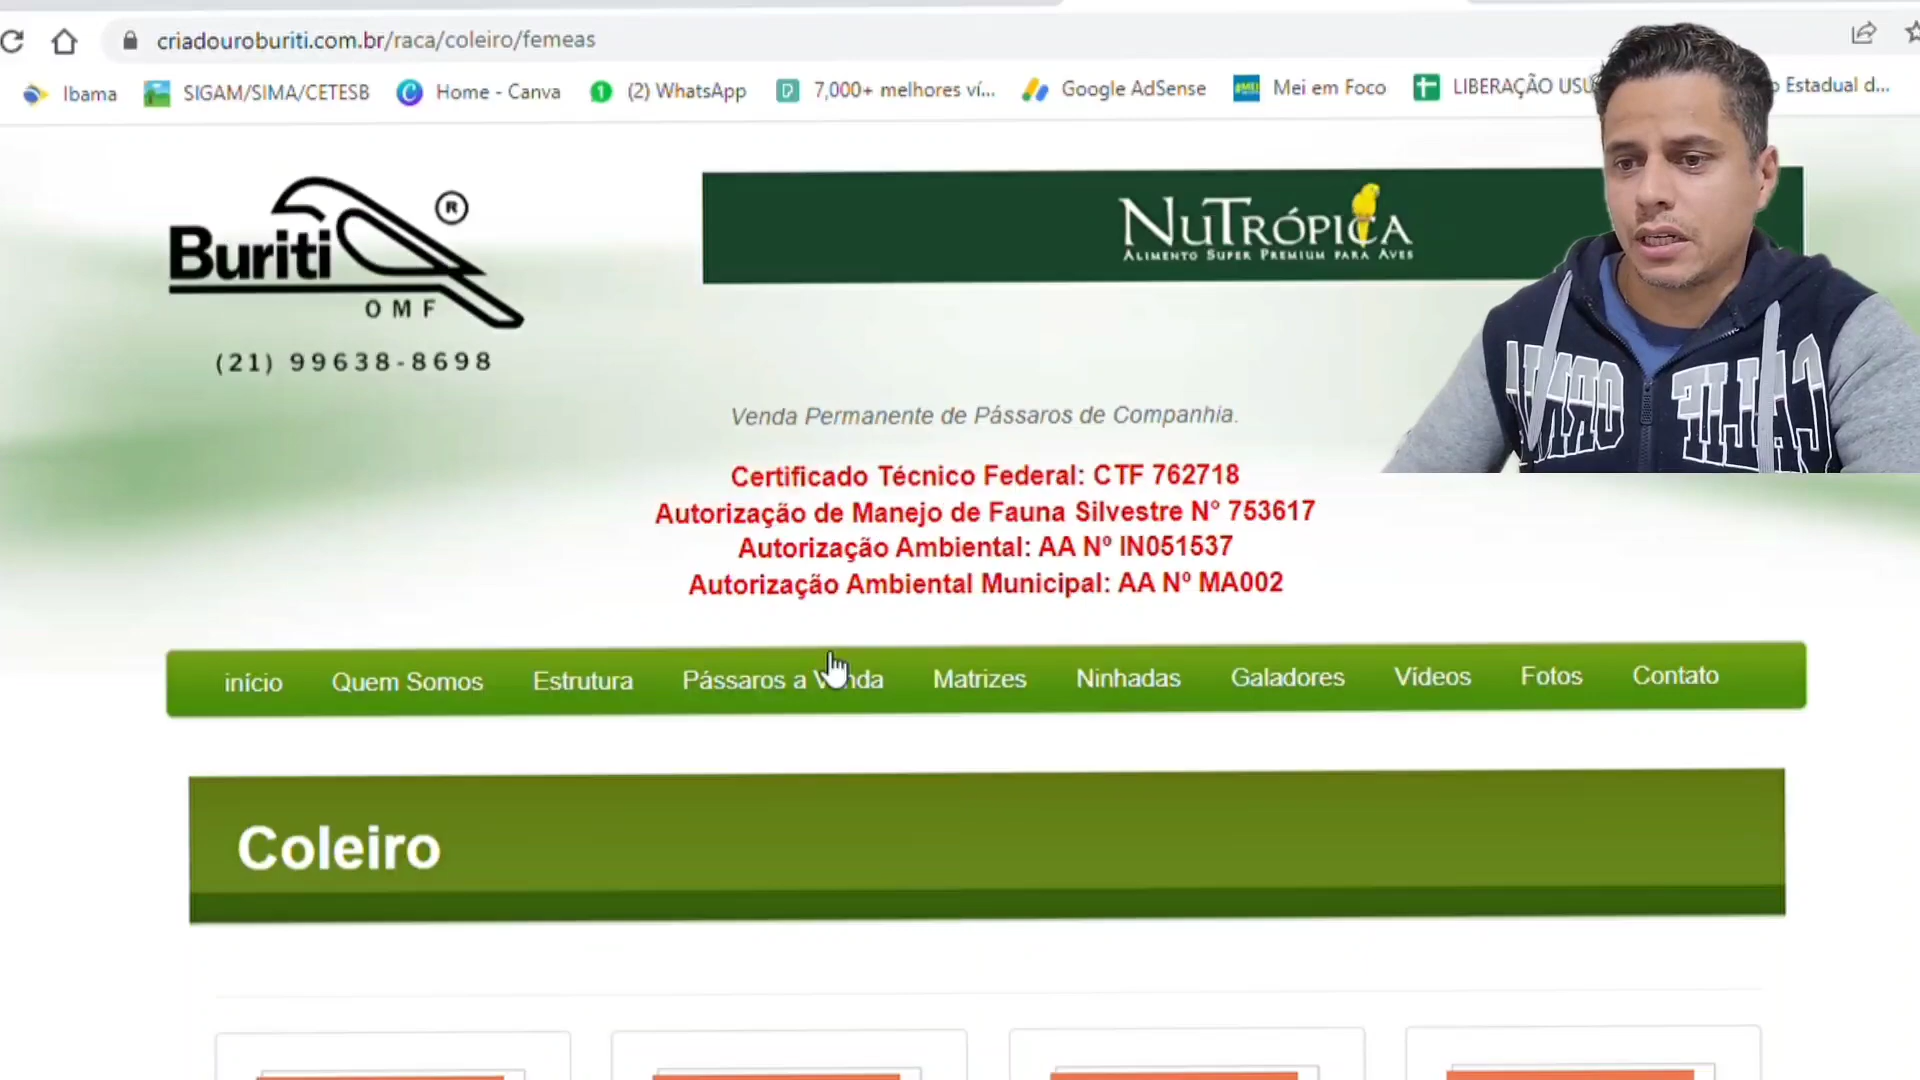 criadouroburiti.com.br/raca/coleiro/femeas
Ibama
SIGAM/SIMA/CETESB
Home - Canva
(2) WhatsApp
7,000+ melhores ví...
Google AdSense
Mei em Foco
LIBERAÇÃO
Estadual d...
Buriti ®
OMF
(21) 99638-8698
NUTRÓPICA
ALIMENTO SUPER PREMIUM PARA AVES
Venda Permanente de Pássaros de Companhia.
Certificado Técnico Federal: CTF 762718
Autorização de Manejo de Fauna Silvestre N° 753617
Autorização Ambiental: AA Nº IN051537
Autorização Ambiental Municipal: AA Nº MA002
início
Quem Somos
Estrutura
Pássaros a Venda
Matrizes
Ninhadas
Galadores
Vídeos
Fotos
Contato
Coleiro